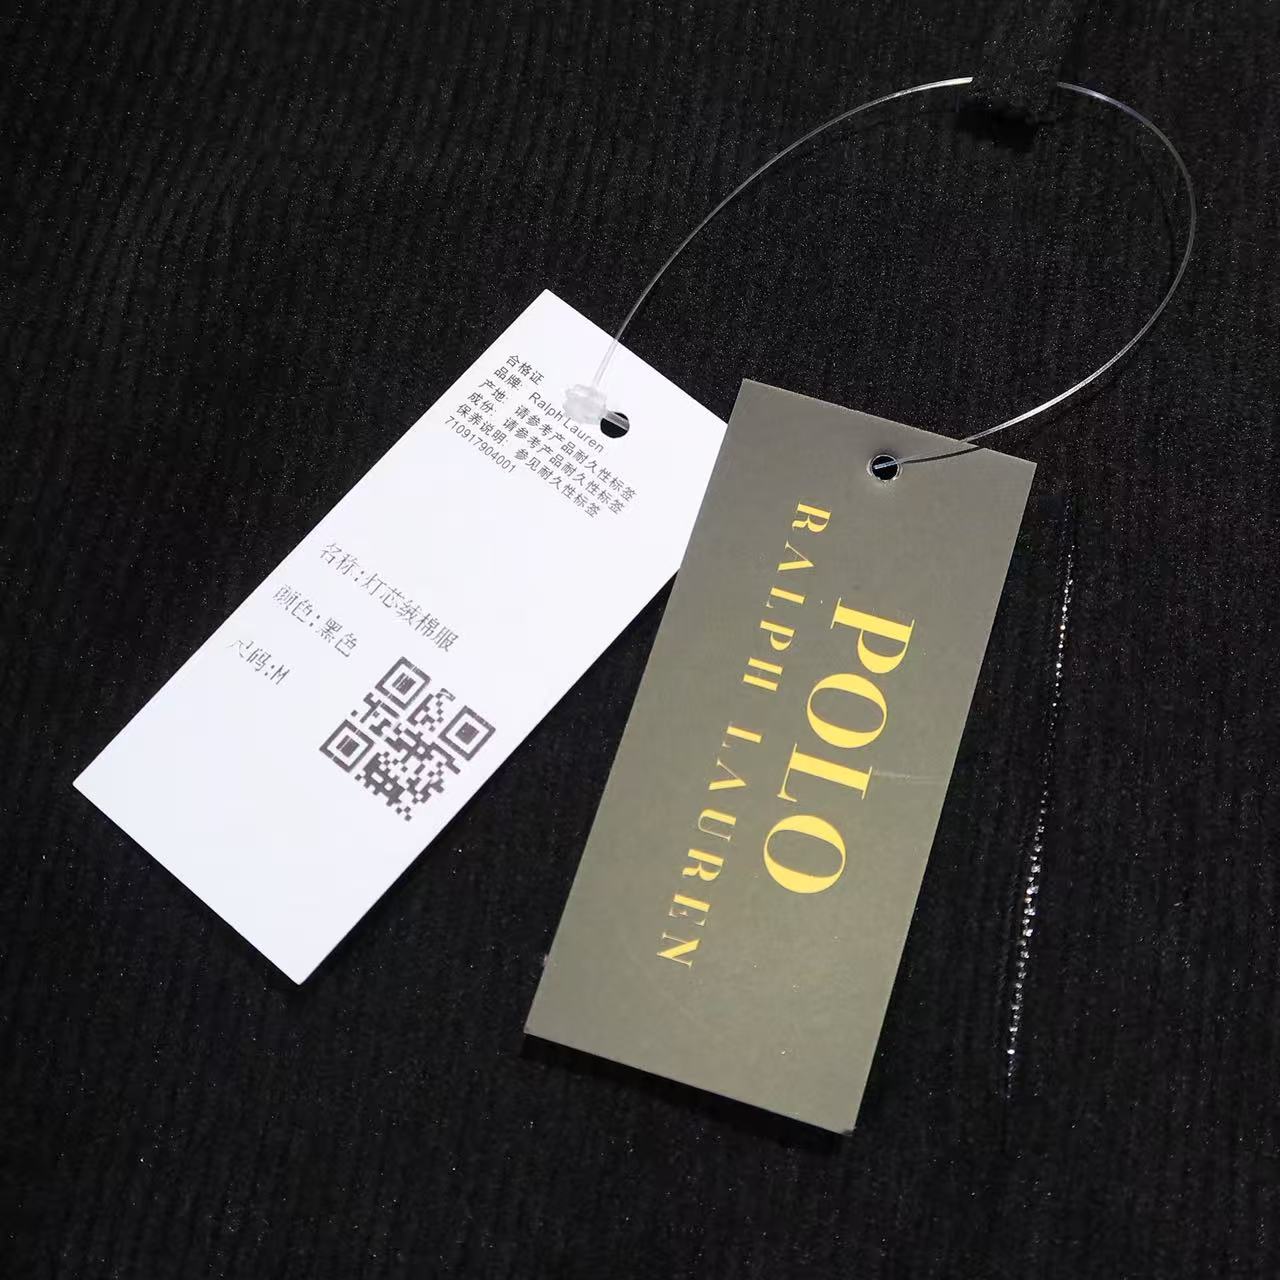 合格证
品牌: Ralph Lauren
产地: 请参考产品耐久性标签
成份: 请参考产品耐久性标签
保养说明: 参见耐久性标签
710917904001
名称:灯芯绒棉服
颜色:黑色
尺码:M
POLO
RALPH LAUREN